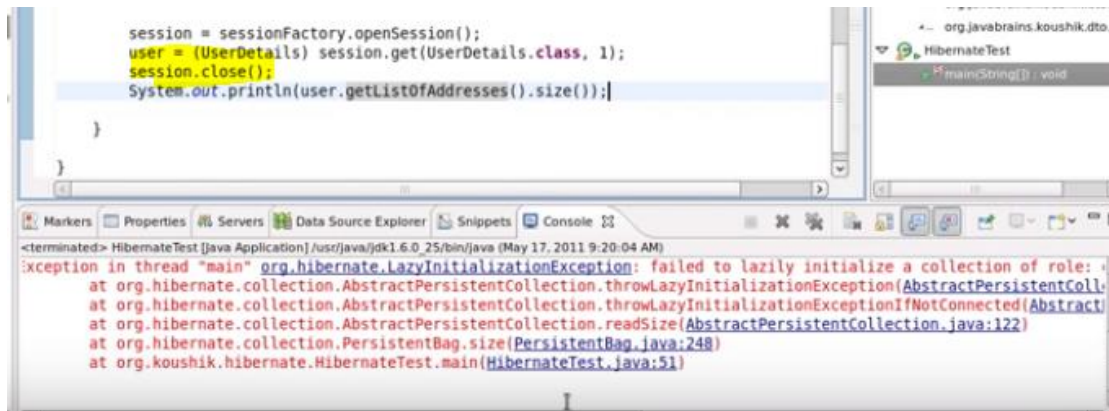 session = sessionFactory.openSession();
user = (UserDetails) session.get(UserDetails.class, 1);
session.close();
System.out.println(user.getListOfAddresses().size());
}
}
org.javabrains.koushik.dto.
HibernateTest
main(String[]) : void
Markers Properties Servers Data Source Explorer Snippets Console
<terminated> HibernateTest [Java Application] /usr/java/jdk1.6.0_25/bin/java (May 17, 2011 9:20:04 AM)
Exception in thread "main" org.hibernate.LazyInitializationException: failed to lazily initialize a collection of role:
at org.hibernate.collection.AbstractPersistentCollection.throwLazyInitializationException(AbstractPersistentColl
at org.hibernate.collection.AbstractPersistentCollection.throwLazyInitializationExceptionIfNotConnected(Abstract
at org.hibernate.collection.AbstractPersistentCollection.readSize(AbstractPersistentCollection.java:122)
at org.hibernate.collection.PersistentBag.size(PersistentBag.java:248)
at org.koushik.hibernate.HibernateTest.main(HibernateTest.java:51)